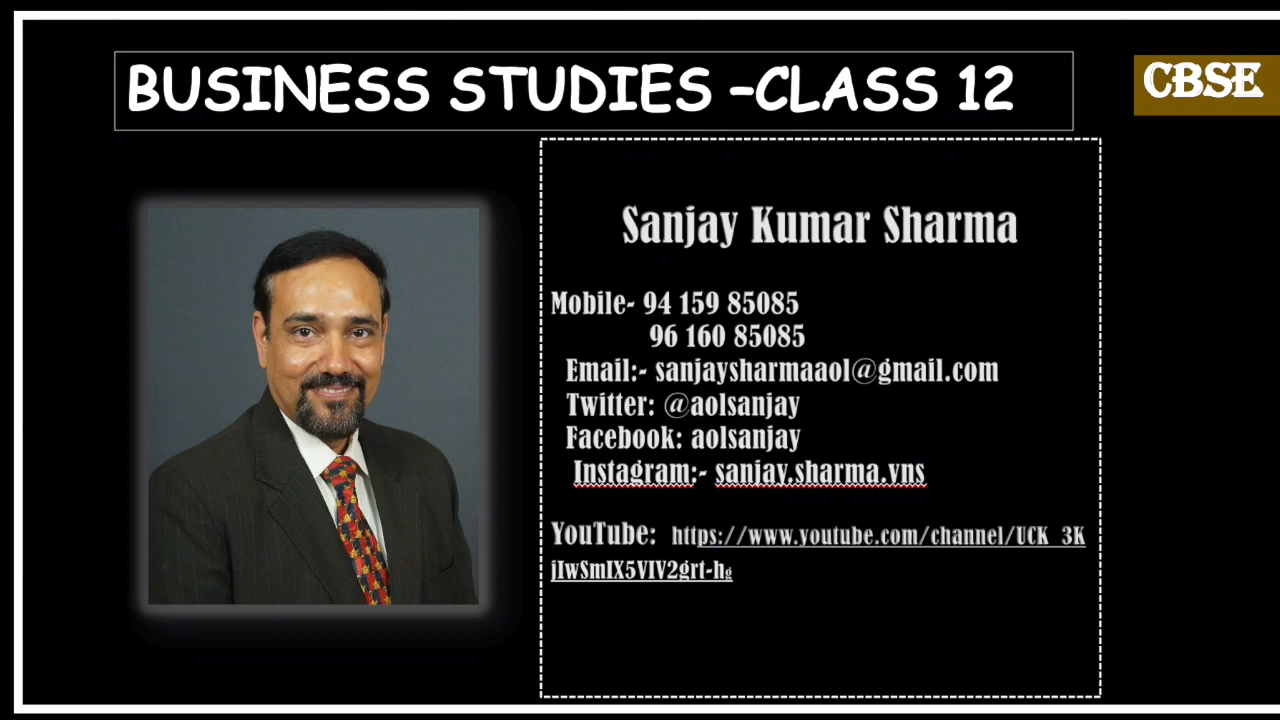 BUSINESS STUDIES –CLASS 12
CBSE
Sanjay Kumar Sharma
Mobile- 94 159 85085
96 160 85085
Email:- sanjaysharmaaol@gmail.com
Twitter: @aolsanjay
Facebook: aolsanjay
Instagram:- sanjay.sharma.vns
YouTube: https://www.youtube.com/channel/UCK_3K
jIwSmIX5VIV2grt-hg